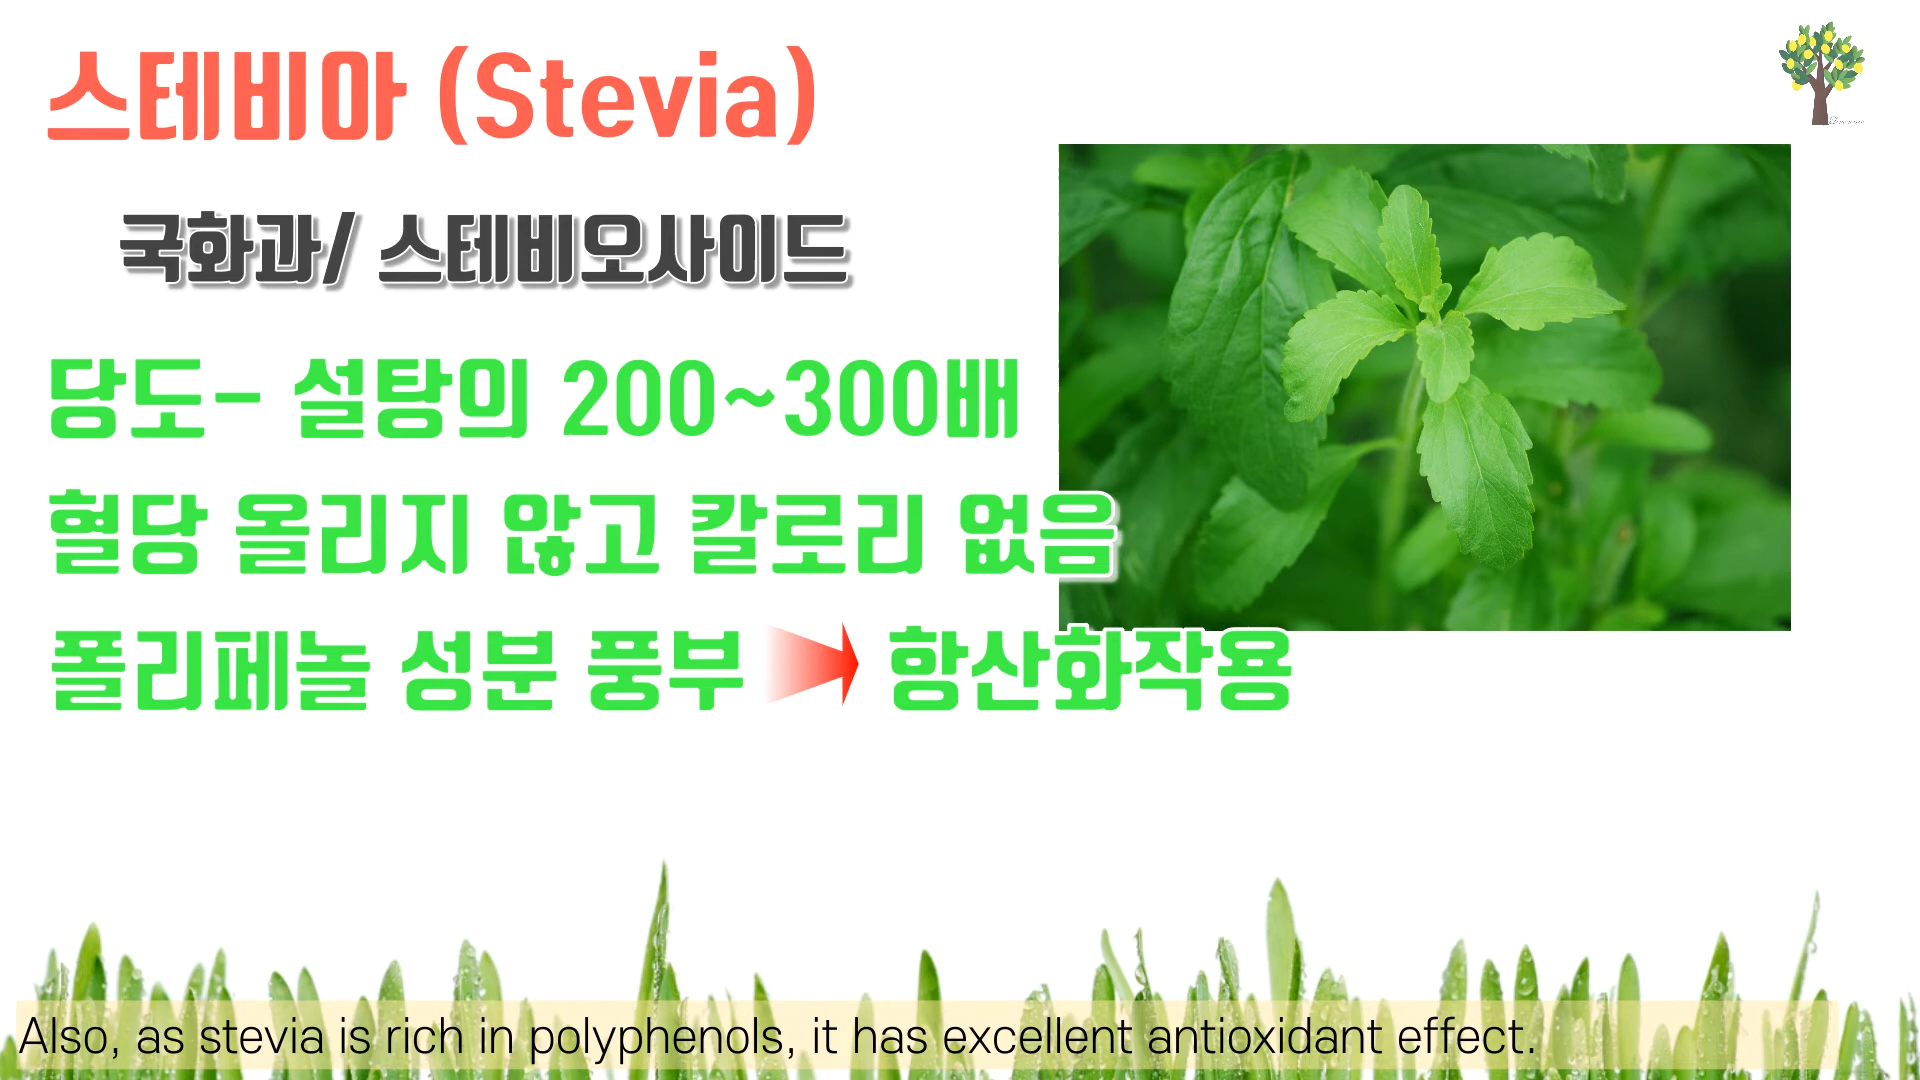 스테비아 (Stevia)
국화과/ 스테비오사이드
당도- 설탕의 200~300배
혈당 올리지 않고 칼로리 없음
폴리페놀 성분 풍부 → 항산화작용
Also, as stevia is rich in polyphenols, it has excellent antioxidant effect.